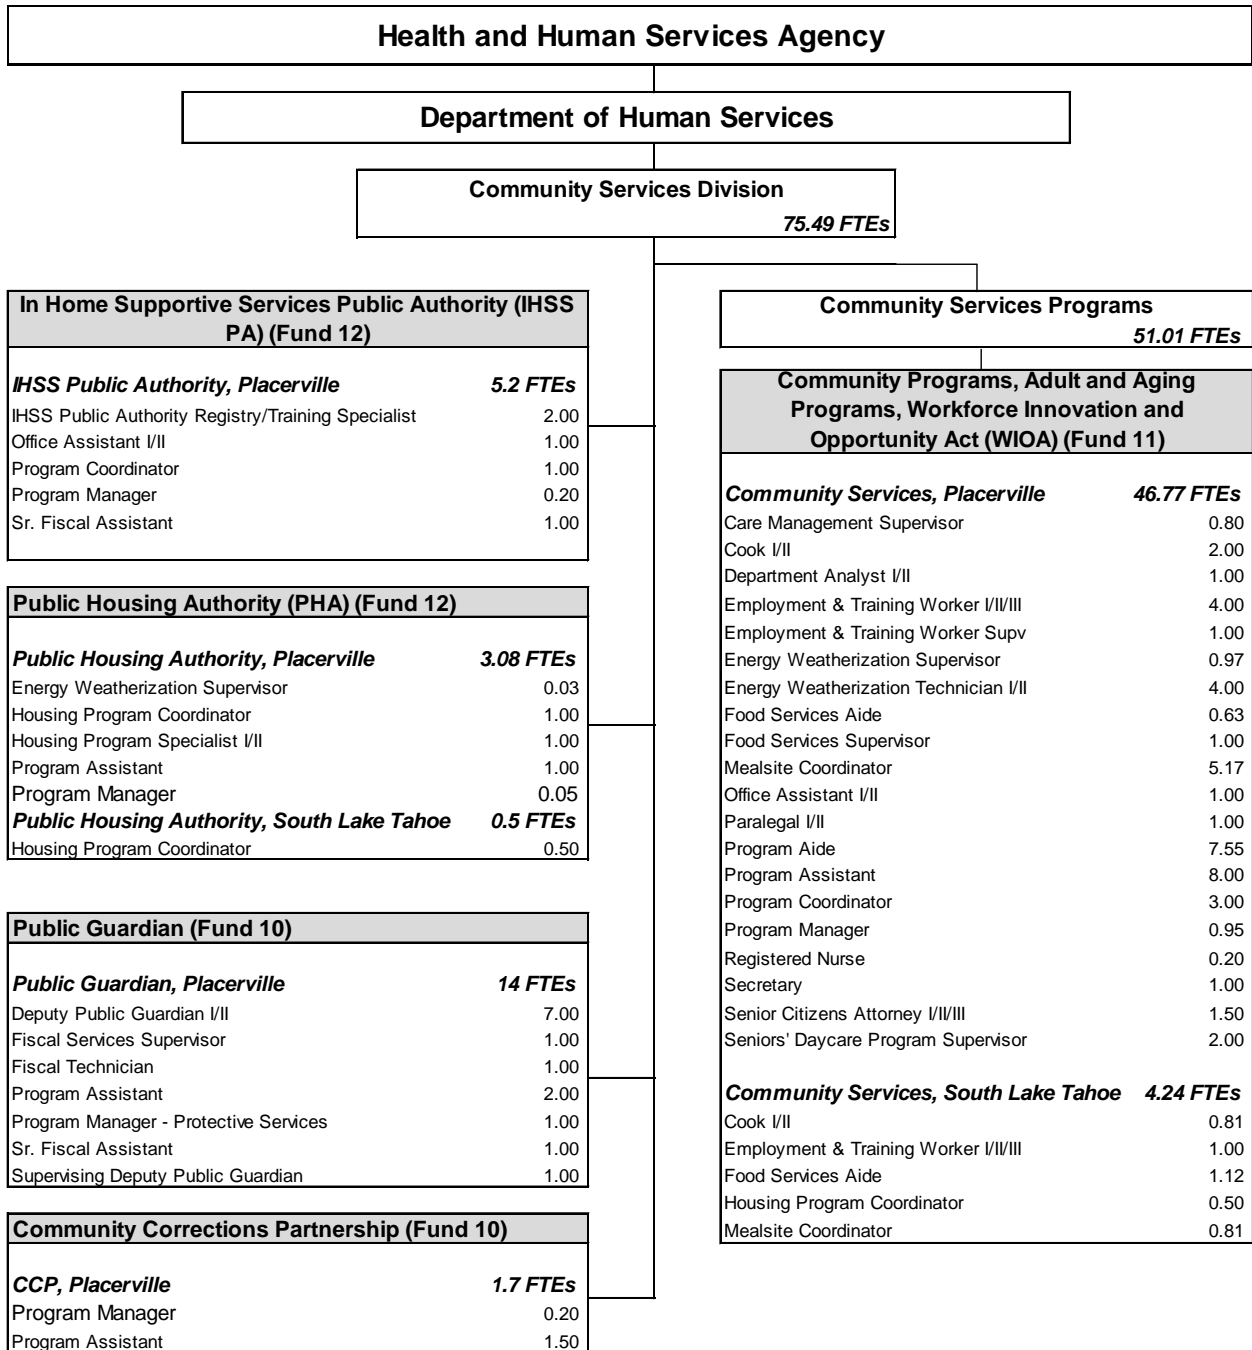 Health and Human Services Agency
Department of Human Services
Community Services Division
75.49 FTEs
In Home Supportive Services Public Authority (IHSS
PA) (Fund 12)
IHSS Public Authority, Placerville 5.2 FTEs
IHSS Public Authority Registry/Training Specialist 2.00
Office Assistant I/II 1.00
Program Coordinator 1.00
Program Manager 0.20
Sr. Fiscal Assistant 1.00
Public Housing Authority (PHA) (Fund 12)
Public Housing Authority, Placerville 3.08 FTEs
Energy Weatherization Supervisor 0.03
Housing Program Coordinator 1.00
Housing Program Specialist I/II 1.00
Program Assistant 1.00
Program Manager 0.05
Public Housing Authority, South Lake Tahoe 0.5 FTEs
Housing Program Coordinator 0.50
Public Guardian (Fund 10)
Public Guardian, Placerville 14 FTEs
Deputy Public Guardian I/II 7.00
Fiscal Services Supervisor 1.00
Fiscal Technician 1.00
Program Assistant 2.00
Program Manager - Protective Services 1.00
Sr. Fiscal Assistant 1.00
Supervising Deputy Public Guardian 1.00
Community Corrections Partnership (Fund 10)
CCP, Placerville 1.7 FTEs
Program Manager 0.20
Program Assistant 1.50
Community Services Programs
51.01 FTEs
Community Programs, Adult and Aging
Programs, Workforce Innovation and
Opportunity Act (WIOA) (Fund 11)
Community Services, Placerville 46.77 FTEs
Care Management Supervisor 0.80
Cook I/II 2.00
Department Analyst I/II 1.00
Employment & Training Worker I/II/III 4.00
Employment & Training Worker Supv 1.00
Energy Weatherization Supervisor 0.97
Energy Weatherization Technician I/II 4.00
Food Services Aide 0.63
Food Services Supervisor 1.00
Mealsite Coordinator 5.17
Office Assistant I/II 1.00
Paralegal I/II 1.00
Program Aide 7.55
Program Assistant 8.00
Program Coordinator 3.00
Program Manager 0.95
Registered Nurse 0.20
Secretary 1.00
Senior Citizens Attorney I/II/III 1.50
Seniors' Daycare Program Supervisor 2.00
Community Services, South Lake Tahoe 4.24 FTEs
Cook I/II 0.81
Employment & Training Worker I/II/III 1.00
Food Services Aide 1.12
Housing Program Coordinator 0.50
Mealsite Coordinator 0.81